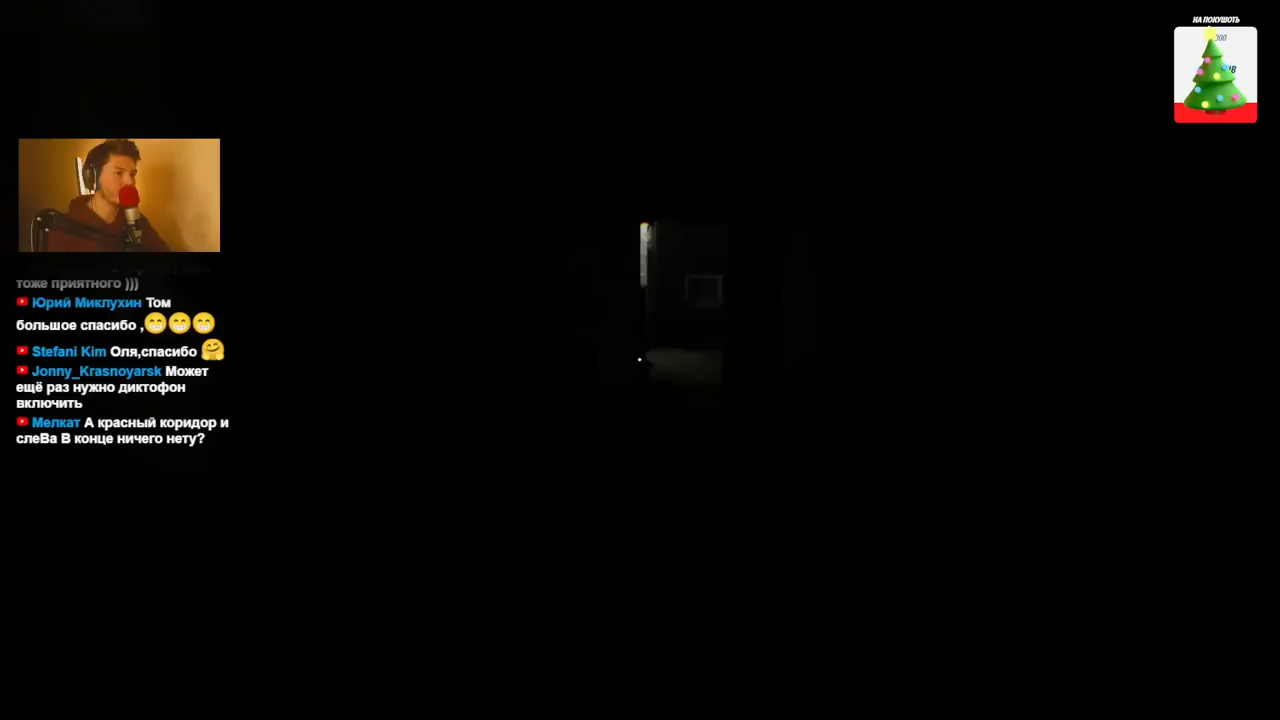 НА ПОКУШОТЬ
тоже приятного )))
Юрий Миклухин Том
большое спасибо ,😁😁😁
Stefani Kim Оля,спасибо 🤗
Jonny_Krasnoyarsk Может
ещё раз нужно диктофон
включить
Мелкат А красный коридор и
слеВа В конце ничего нету?